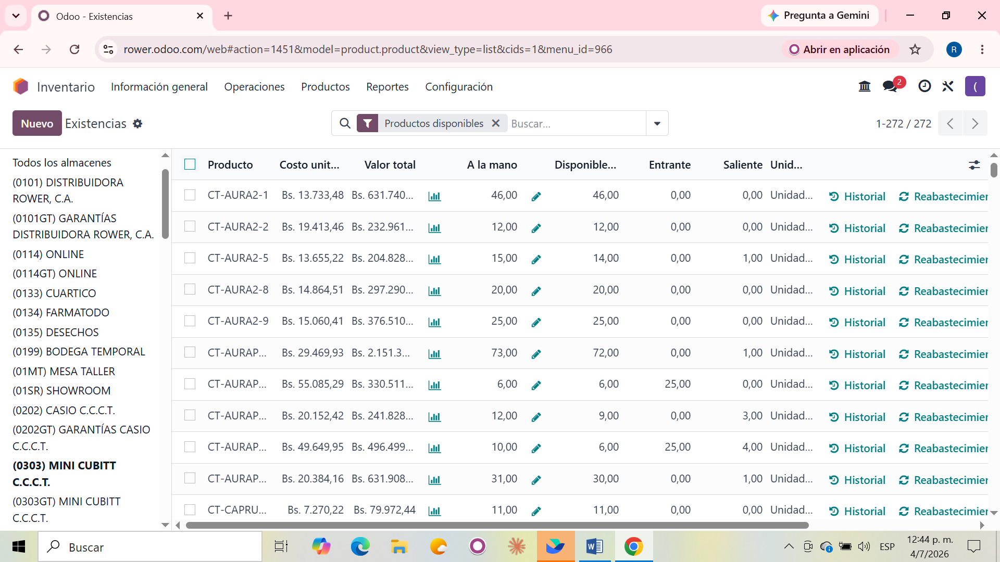 Odoo - Existencias
Pregunta a Gemini
rower.odoo.com/web#action=1451&model=product.product&view_type=list&cids=1&menu_id=966
Abrir en aplicación
R
Inventario
Información general
Operaciones
Productos
Reportes
Configuración
2
(
Nuevo
Existencias
Productos disponibles
Buscar...
1-272 / 272
Todos los almacenes
(0101) DISTRIBUIDORA
ROWER, C.A.
(0101GT) GARANTÍAS
DISTRIBUIDORA ROWER, C.A.
(0114) ONLINE
(0114GT) ONLINE
(0133) CUARTICO
(0134) FARMATODO
(0135) DESECHOS
(0199) BODEGA TEMPORAL
(01MT) MESA TALLER
(01SR) SHOWROOM
(0202) CASIO C.C.C.T.
(0202GT) GARANTÍAS CASIO
C.C.C.T.
(0303) MINI CUBITT
C.C.C.T.
(0303GT) MINI CUBITT
C.C.C.T.
Producto Costo unit... Valor total A la mano Disponible... Entrante Saliente Unid...
CT-AURA2-1 Bs. 13.733,48 Bs. 631.740... 46,00 46,00 0,00 0,00 Unidad... Historial Reabastecimier
CT-AURA2-2 Bs. 19.413,46 Bs. 232.961... 12,00 12,00 0,00 0,00 Unidad... Historial Reabastecimier
CT-AURA2-5 Bs. 13.655,22 Bs. 204.828... 15,00 14,00 0,00 1,00 Unidad... Historial Reabastecimier
CT-AURA2-8 Bs. 14.864,51 Bs. 297.290... 20,00 20,00 0,00 0,00 Unidad... Historial Reabastecimier
CT-AURA2-9 Bs. 15.060,41 Bs. 376.510... 25,00 25,00 0,00 0,00 Unidad... Historial Reabastecimier
CT-AURAP... Bs. 29.469,93 Bs. 2.151.3... 73,00 72,00 0,00 1,00 Unidad... Historial Reabastecimier
CT-AURAP... Bs. 55.085,29 Bs. 330.511... 6,00 6,00 25,00 0,00 Unidad... Historial Reabastecimier
CT-AURAP... Bs. 20.152,42 Bs. 241.828... 12,00 9,00 0,00 3,00 Unidad... Historial Reabastecimier
CT-AURAP... Bs. 49.649,95 Bs. 496.499... 10,00 6,00 25,00 4,00 Unidad... Historial Reabastecimier
CT-AURAP... Bs. 20.384,16 Bs. 631.908... 31,00 30,00 0,00 1,00 Unidad... Historial Reabastecimier
CT-CAPRU... Bs. 7.270,22 Bs. 79.972,44 11,00 11,00 0,00 0,00 Unidad... Historial Reabastecimier
Buscar
ESP
12:44 p. m.
4/7/2026